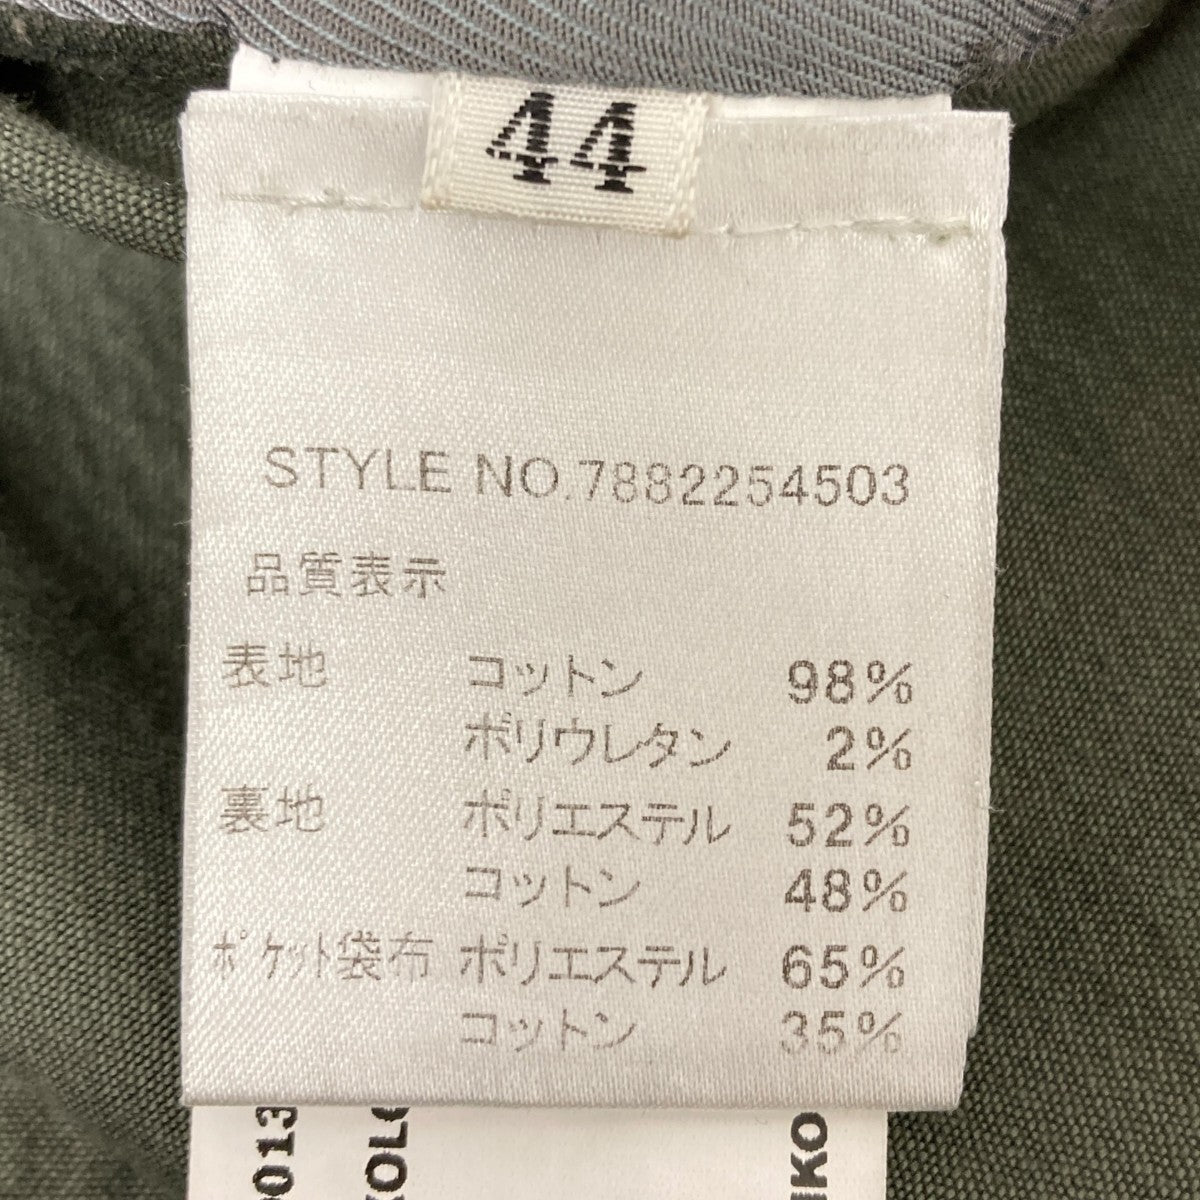 44
STYLE NO.7882254503
品質表示
表地 コットン 98%
ポリウレタン 2%
裏地 ポリエステル 52%
コットン 48%
ポケット袋布 ポリエステル 65%
コットン 35%